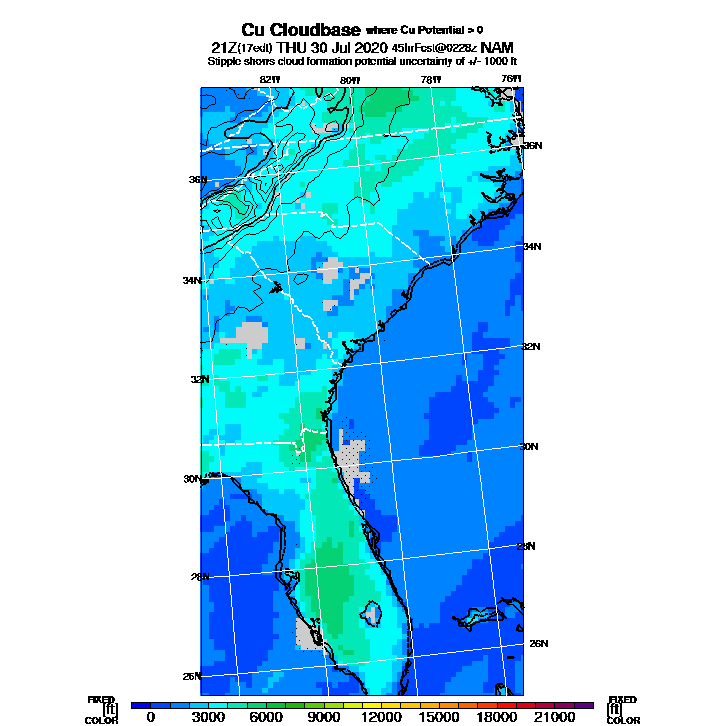 Cu Cloudbase where Cu Potential > 0
21Z(17edt) THU 30 Jul 2020 45hrFcst@0228z NAM
Stipple shows cloud formation potential uncertainty of +/- 1000 ft
82W 80W 78W 76W
36N
36N
34N
34N
32N
32N
30N
30N
28N
28N
26N
26N
FIXED FIXED
[ft] [ft]
COLOR 0 3000 6000 9000 12000 15000 18000 21000 COLOR